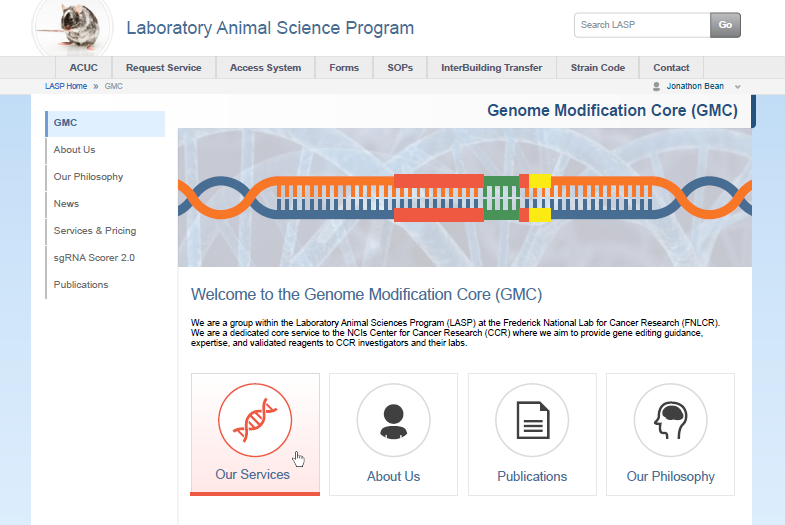 Laboratory Animal Science Program
Search LASP
Go
ACUC Request Service Access System Forms SOPs InterBuilding Transfer Strain Code Contact
LASP Home » GMC
Jonathon Bean
Genome Modification Core (GMC)
GMC
About Us
Our Philosophy
News
Services & Pricing
sgRNA Scorer 2.0
Publications
Welcome to the Genome Modification Core (GMC)
We are a group within the Laboratory Animal Sciences Program (LASP) at the Frederick National Lab for Cancer Research (FNLCR).
We are a dedicated core service to the NCIs Center for Cancer Research (CCR) where we aim to provide gene editing guidance,
expertise, and validated reagents to CCR investigators and their labs.
Our Services
About Us
Publications
Our Philosophy